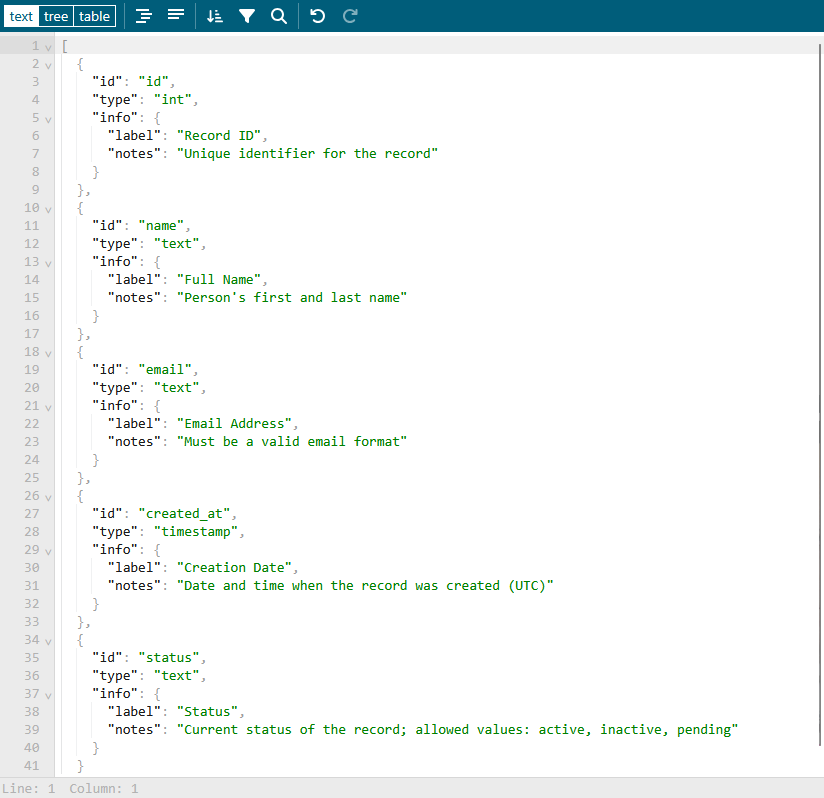 text tree table
1 [
2   {
3     "id": "id",
4     "type": "int",
5     "info": {
6       "label": "Record ID",
7       "notes": "Unique identifier for the record"
8     }
9   },
10   {
11     "id": "name",
12     "type": "text",
13     "info": {
14       "label": "Full Name",
15       "notes": "Person's first and last name"
16     }
17   },
18   {
19     "id": "email",
20     "type": "text",
21     "info": {
22       "label": "Email Address",
23       "notes": "Must be a valid email format"
24     }
25   },
26   {
27     "id": "created_at",
28     "type": "timestamp",
29     "info": {
30       "label": "Creation Date",
31       "notes": "Date and time when the record was created (UTC)"
32     }
33   },
34   {
35     "id": "status",
36     "type": "text",
37     "info": {
38       "label": "Status",
39       "notes": "Current status of the record; allowed values: active, inactive, pending"
40     }
41   }
Line: 1 Column: 1